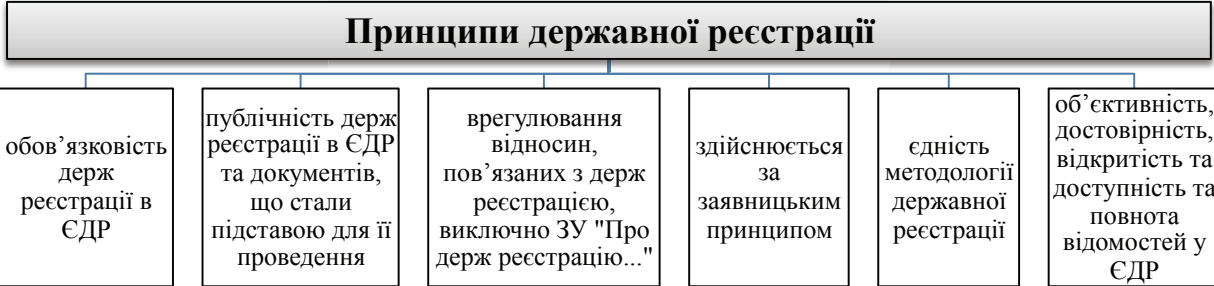 Принципи державної реєстрації
обов’язковість
держ
реєстрації в
ЄДР
публічність держ
реєстрації в ЄДР
та документів,
що стали
підставою для її
проведення
врегулювання
відносин,
пов’язаних з держ
реєстрацією,
виключно ЗУ "Про
держ реєстрацію..."
здійснюється
за
заявницьким
принципом
єдність
методології
державної
реєстрації
об’єктивність,
достовірність,
відкритість та
доступність та
повнота
відомостей у
ЄДР